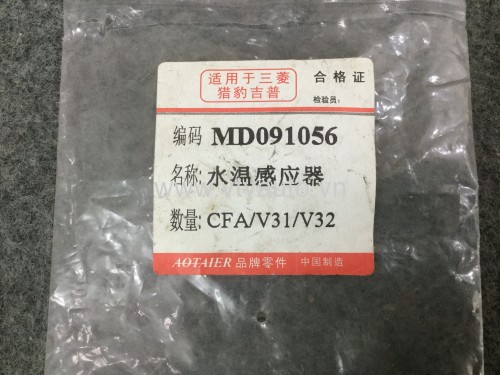 适用于三菱
猎豹吉普
合格证
检验员:
编码 MD091056
名称: 水温感应器
数量: CFA/V31/V32
AOTAIER 品牌零件 中国制造